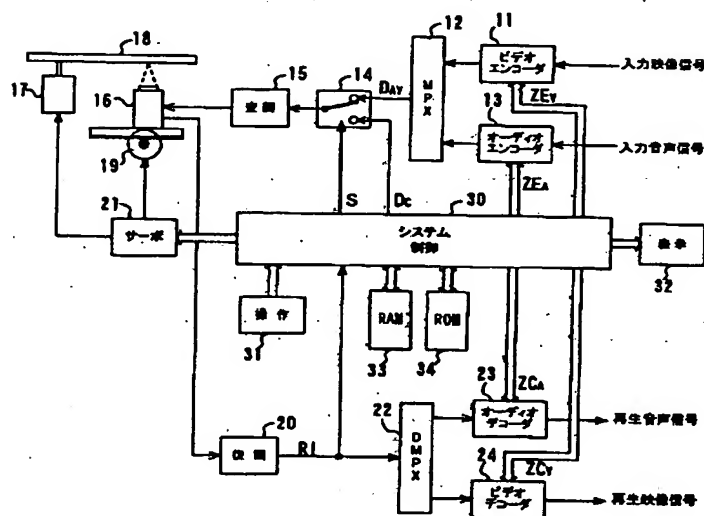 18
17
16
19
15
変調
14
DAV
12
MPX
11
ビデオ
エンコーダ
入力映像信号
ZEV
13
オーディオ
エンコーダ
入力音声信号
ZEA
21
サーボ
S
DC
30
システム
制御
表示
32
操作
31
RAM
33
ROM
34
ZCA
23
オーディオ
デコーダ
再生音声信号
20
復調
RI
22
DMPX
24
ZCV
ビデオ
デコーダ
再生映像信号